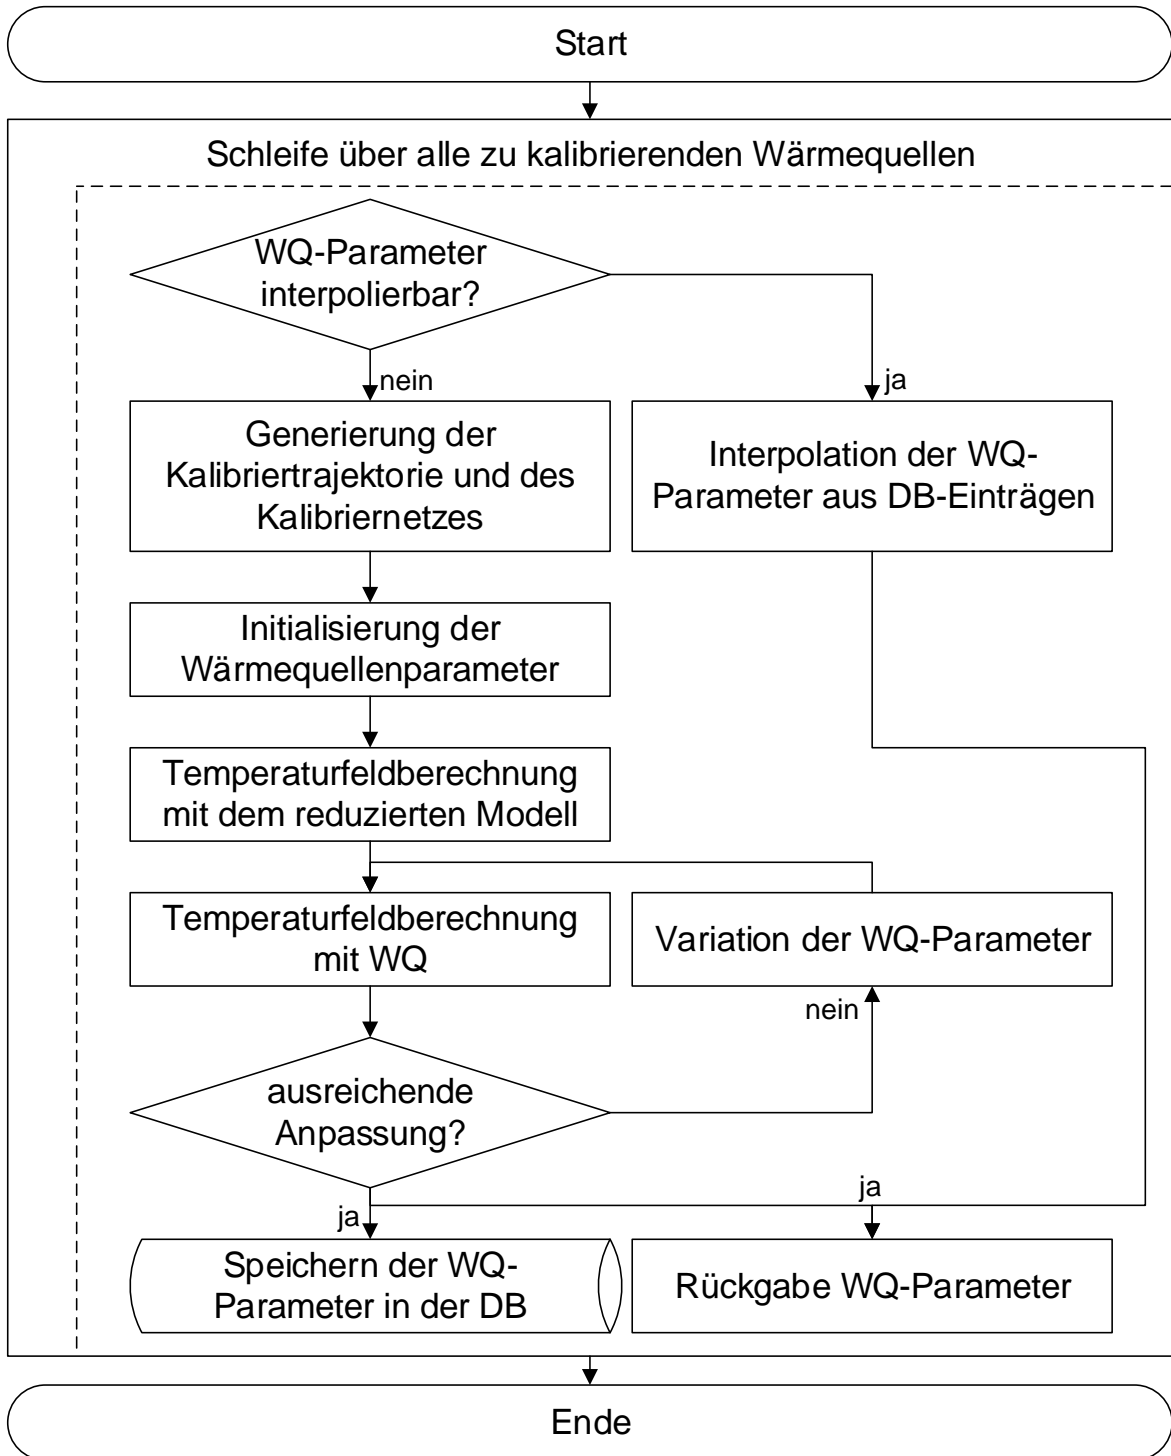 Start
Schleife über alle zu kalibrierenden Wärmequellen
WQ-Parameter
interpolierbar?
nein
ja
Generierung der
Kalibriertrajektorie und des
Kalibriernetzes
Interpolation der WQ-
Parameter aus DB-Einträgen
Initialisierung der
Wärmequellenparameter
Temperaturfeldberechnung
mit dem reduzierten Modell
Temperaturfeldberechnung
mit WQ
Variation der WQ-Parameter
nein
ausreichende
Anpassung?
ja
ja
Speichern der WQ-
Parameter in der DB
Rückgabe WQ-Parameter
Ende